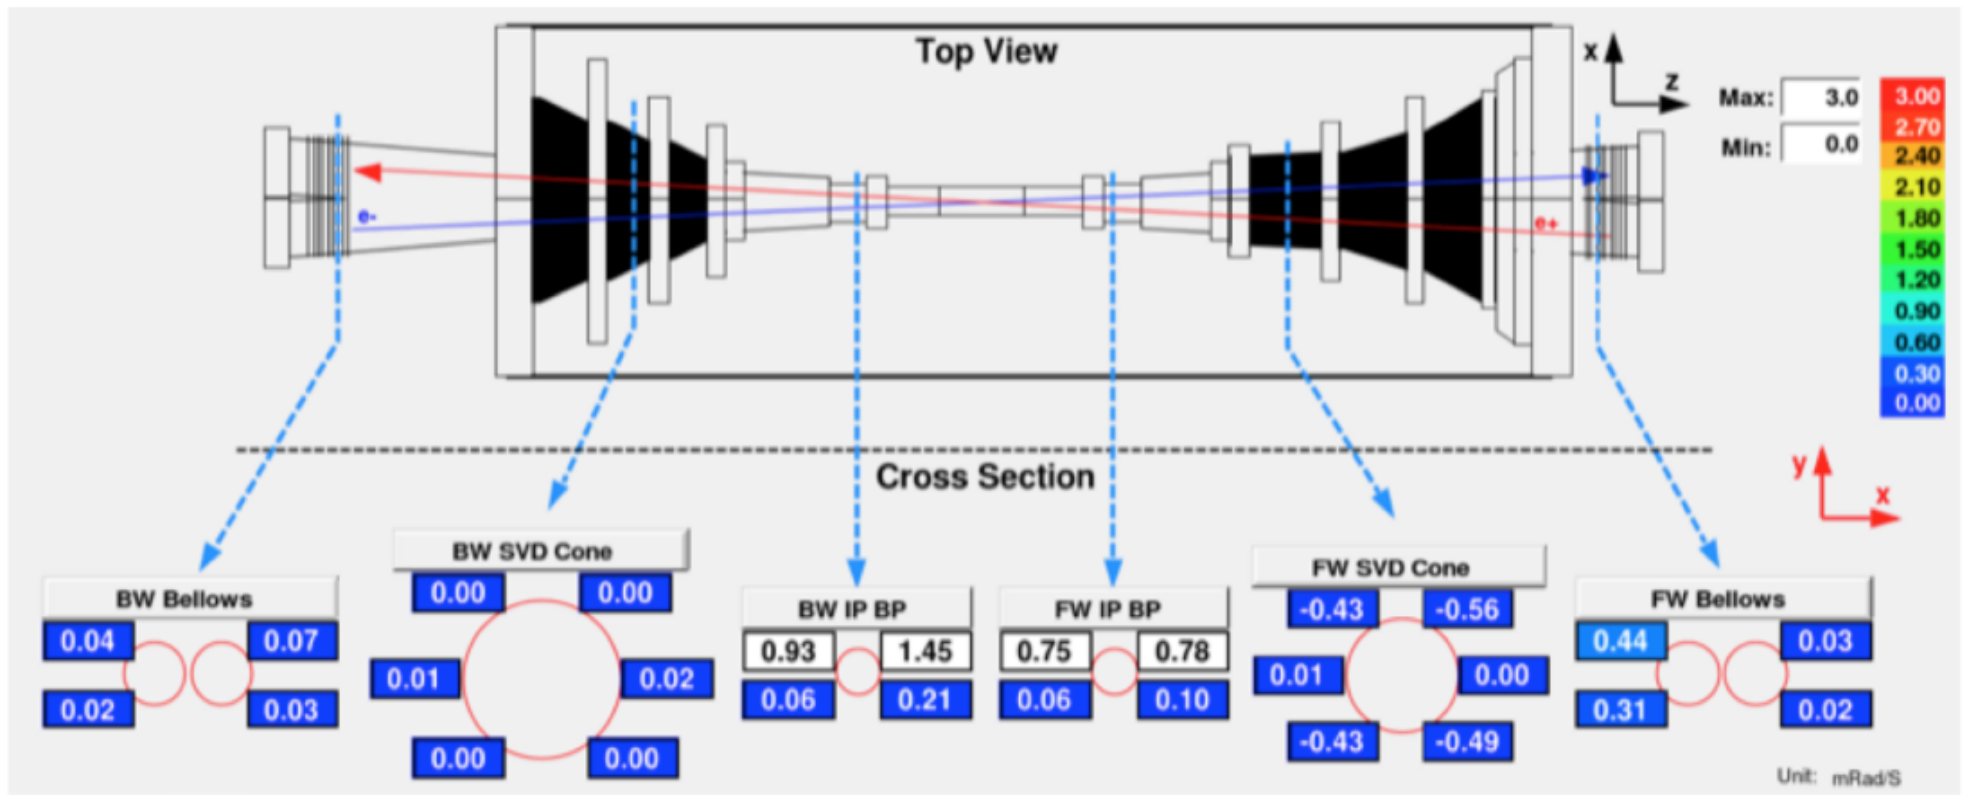 Top View
x
z
Max: 3.0
Min: 0.0
3.00
2.70
2.40
2.10
1.80
1.50
1.20
0.90
0.60
0.30
0.00
e-
e+
Cross Section
y
x
BW Bellows
0.04 0.07
0.02 0.03
BW SVD Cone
0.00 0.00
0.01 0.02
0.00 0.00
BW IP BP
0.93 1.45
0.06 0.21
FW IP BP
0.75 0.78
0.06 0.10
FW SVD Cone
-0.43 -0.56
0.01 0.00
-0.43 -0.49
FW Bellows
0.44 0.03
0.31 0.02
Unit: mRad/S